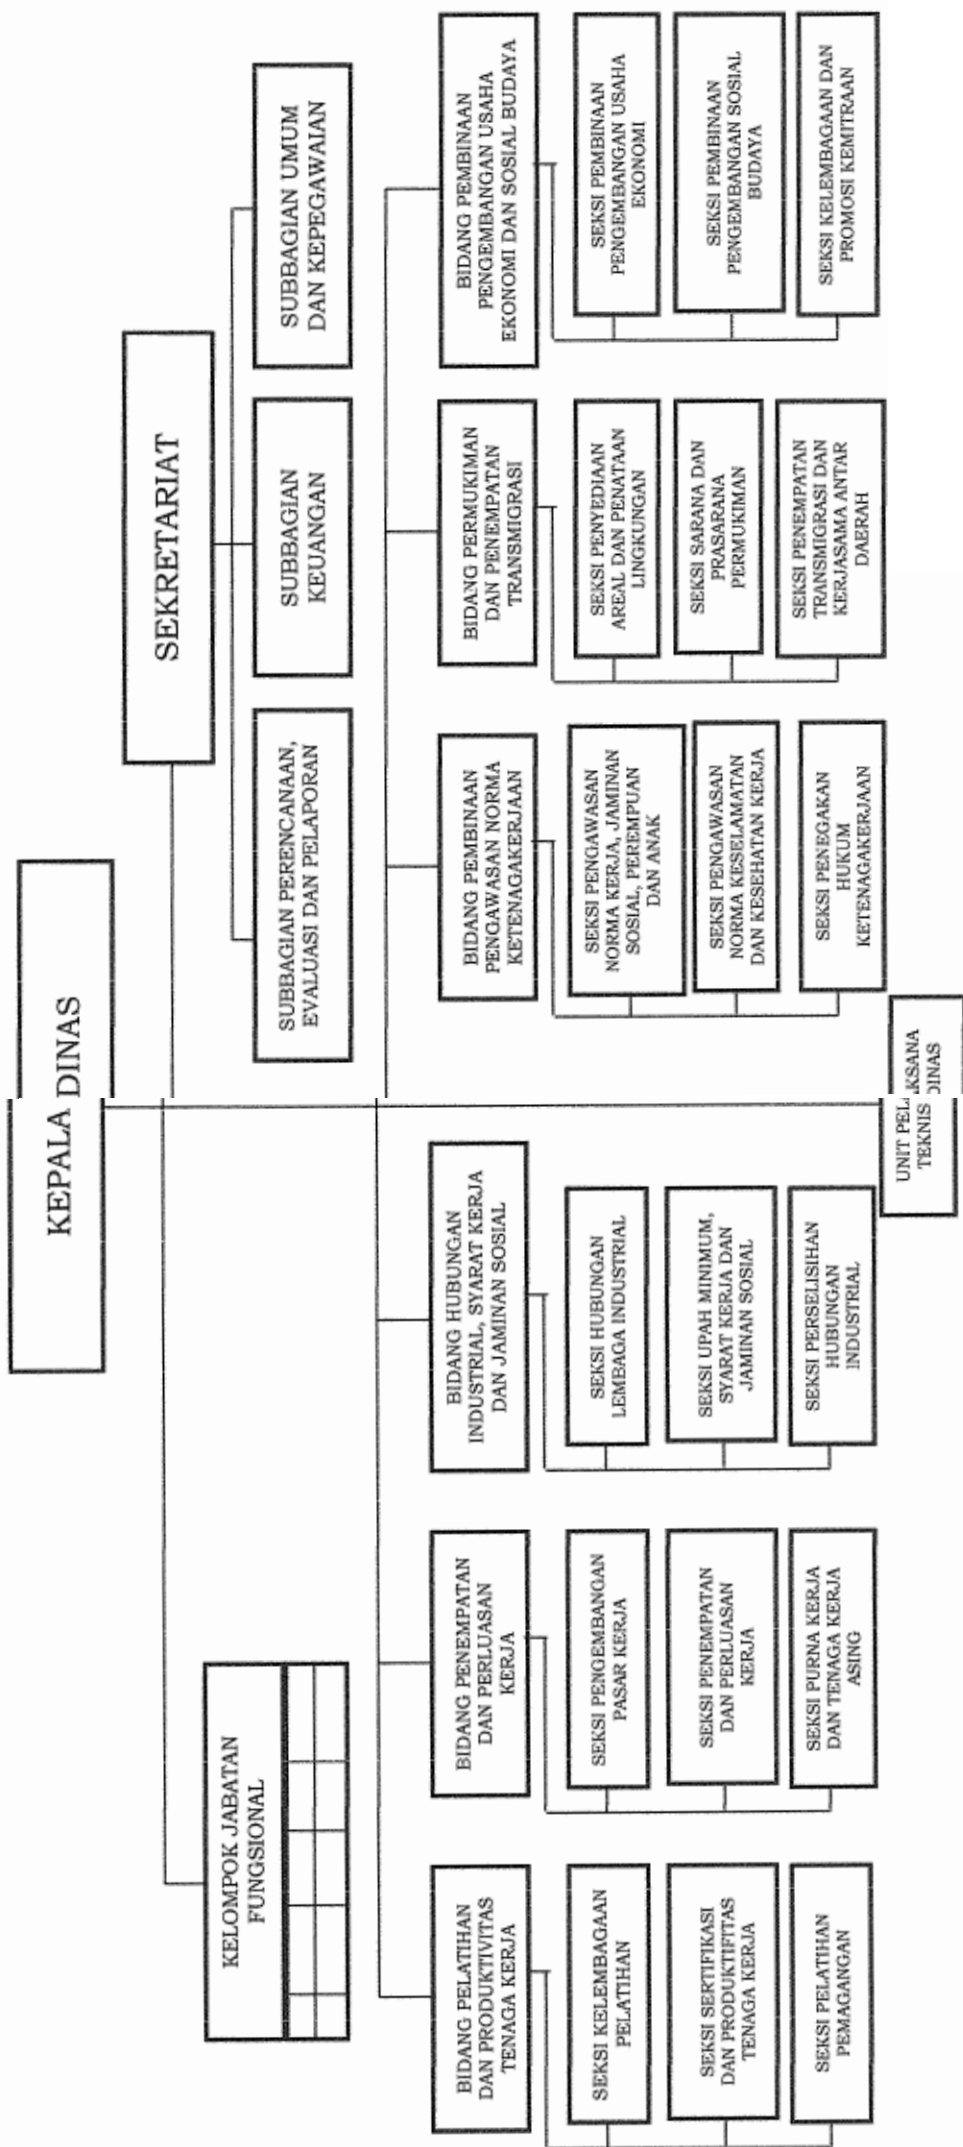 KEPALA DINAS
SEKRETARIAT
KELOMPOK JABATAN
FUNGSIONAL
SUBBAGIAN PERENCANAAN,
EVALUASI DAN PELAPORAN
SUBBAGIAN
KEUANGAN
SUBBAGIAN UMUM
DAN KEPEGAWAIAN
BIDANG PELATIHAN
DAN PRODUKTIVITAS
TENAGA KERJA
SEKSI KELEMBAGAAN
PELATIHAN
SEKSI SERTIFIKASI
DAN PRODUKTIFITAS
TENAGA KERJA
SEKSI PELATIHAN
PEMAGANGAN
BIDANG PENEMPATAN
DAN PERLUASAN
KERJA
SEKSI PENGEMBANGAN
PASAR KERJA
SEKSI PENEMPATAN
DAN PERLUASAN
KERJA
SEKSI PURNA KERJA
DAN TENAGA KERJA
ASING
BIDANG HUBUNGAN
INDUSTRIAL, SYARAT KERJA
DAN JAMINAN SOSIAL
SEKSI HUBUNGAN
LEMBAGA INDUSTRIAL
SEKSI UPAH MINIMUM,
SYARAT KERJA DAN
JAMINAN SOSIAL
SEKSI PERSELISIHAN
HUBUNGAN
INDUSTRIAL
BIDANG PEMBINAAN
PENGAWASAN NORMA
KETENAGAKERJAAN
SEKSI PENGAWASAN
NORMA KERJA, JAMINAN
SOSIAL, PEREMPUAN
DAN ANAK
SEKSI PENGAWASAN
NORMA KESELAMATAN
DAN KESEHATAN KERJA
SEKSI PENEGAKAN
HUKUM
KETENAGAKERJAAN
BIDANG PERMUKIMAN
DAN PENEMPATAN
TRANSMIGRASI
SEKSI PENYEDIAAN
AREAL DAN PENATAAN
LINGKUNGAN
SEKSI SARANA DAN
PRASARANA
PERMUKIMAN
SEKSI PENEMPATAN
TRANSMIGRASI DAN
KERJASAMA ANTAR
DAERAH
BIDANG PEMBINAAN
PENGEMBANGAN USAHA
EKONOMI DAN SOSIAL BUDAYA
SEKSI PEMBINAAN
PENGEMBANGAN USAHA
EKONOMI
SEKSI PEMBINAAN
PENGEMBANGAN SOSIAL
BUDAYA
SEKSI KELEMBAGAAN DAN
PROMOSI KEMITRAAN
UNIT PELAKSANA
TEKNIS DINAS